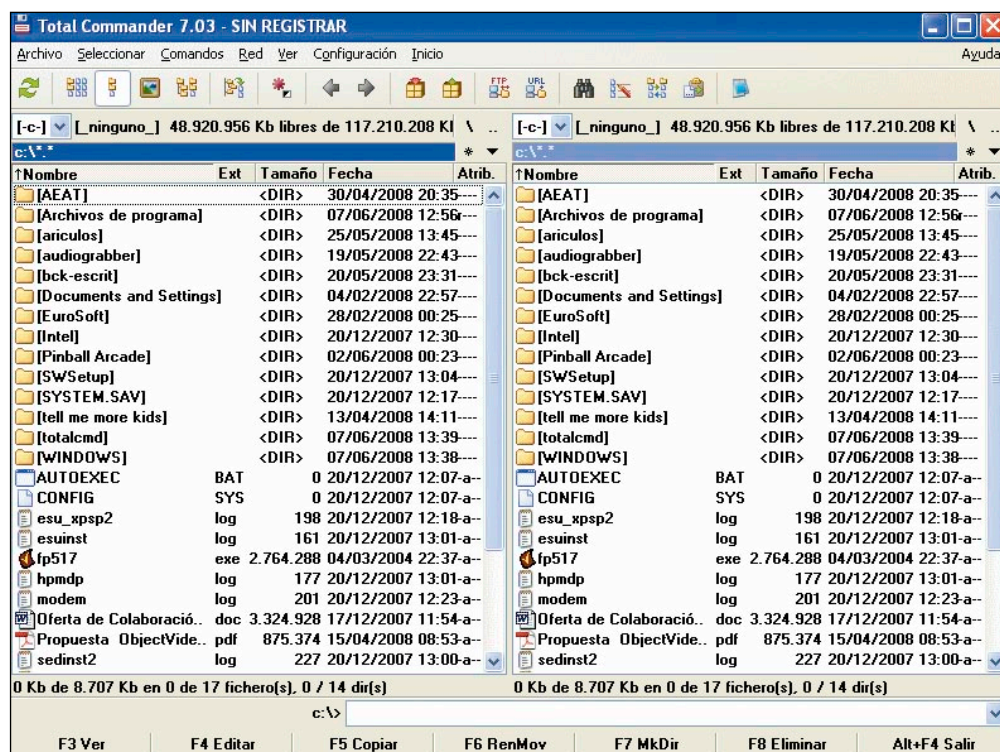 Total Commander 7.03 - SIN REGISTRAR
Archivo Seleccionar Comandos Red Ver Configuración Inicio Ayuda
FTP URL
[-c-] [_ninguno_] 48.920.956 Kb libres de 117.210.208 Kb \ ..
c:\*.* * ▼
↑Nombre Ext Tamaño Fecha Atrib.
[AEAT] <DIR> 30/04/2008 20:35----
[Archivos de programa] <DIR> 07/06/2008 12:56r---
[ariculos] <DIR> 25/05/2008 13:45----
[audiograbber] <DIR> 19/05/2008 22:43----
[bck-escrit] <DIR> 20/05/2008 23:31----
[Documents and Settings] <DIR> 04/02/2008 22:57----
[EuroSoft] <DIR> 28/02/2008 00:25----
[Intel] <DIR> 20/12/2007 12:30----
[Pinball Arcade] <DIR> 02/06/2008 00:23----
[SWSetup] <DIR> 20/12/2007 13:04----
[SYSTEM.SAV] <DIR> 20/12/2007 12:17----
[tell me more kids] <DIR> 13/04/2008 14:11----
[totalcmd] <DIR> 07/06/2008 13:39----
[WINDOWS] <DIR> 07/06/2008 13:38----
AUTOEXEC BAT 0 20/12/2007 12:07-a--
CONFIG SYS 0 20/12/2007 12:07-a--
esu_xpsp2 log 198 20/12/2007 12:18-a--
esuinst log 161 20/12/2007 13:01-a--
fp517 exe 2.764.288 04/03/2004 22:37-a--
hpmdp log 177 20/12/2007 13:01-a--
modem log 201 20/12/2007 12:23-a--
Oferta de Colaboració.. doc 3.324.928 17/12/2007 11:54-a--
Propuesta ObjectVide.. pdf 875.374 15/04/2008 08:53-a--
sedinst2 log 227 20/12/2007 13:00-a--
0 Kb de 8.707 Kb en 0 de 17 fichero(s), 0 / 14 dir(s)
[-c-] [_ninguno_] 48.920.956 Kb libres de 117.210.208 Kb \ ..
c:\*.* * ▼
↑Nombre Ext Tamaño Fecha Atrib.
[AEAT] <DIR> 30/04/2008 20:35----
[Archivos de programa] <DIR> 07/06/2008 12:56r---
[ariculos] <DIR> 25/05/2008 13:45----
[audiograbber] <DIR> 19/05/2008 22:43----
[bck-escrit] <DIR> 20/05/2008 23:31----
[Documents and Settings] <DIR> 04/02/2008 22:57----
[EuroSoft] <DIR> 28/02/2008 00:25----
[Intel] <DIR> 20/12/2007 12:30----
[Pinball Arcade] <DIR> 02/06/2008 00:23----
[SWSetup] <DIR> 20/12/2007 13:04----
[SYSTEM.SAV] <DIR> 20/12/2007 12:17----
[tell me more kids] <DIR> 13/04/2008 14:11----
[totalcmd] <DIR> 07/06/2008 13:39----
[WINDOWS] <DIR> 07/06/2008 13:38----
AUTOEXEC BAT 0 20/12/2007 12:07-a--
CONFIG SYS 0 20/12/2007 12:07-a--
esu_xpsp2 log 198 20/12/2007 12:18-a--
esuinst log 161 20/12/2007 13:01-a--
fp517 exe 2.764.288 04/03/2004 22:37-a--
hpmdp log 177 20/12/2007 13:01-a--
modem log 201 20/12/2007 12:23-a--
Oferta de Colaboració.. doc 3.324.928 17/12/2007 11:54-a--
Propuesta ObjectVide.. pdf 875.374 15/04/2008 08:53-a--
sedinst2 log 227 20/12/2007 13:00-a--
0 Kb de 8.707 Kb en 0 de 17 fichero(s), 0 / 14 dir(s)
c:\>
F3 Ver F4 Editar F5 Copiar F6 RenMov F7 MkDir F8 Eliminar Alt+F4 Salir